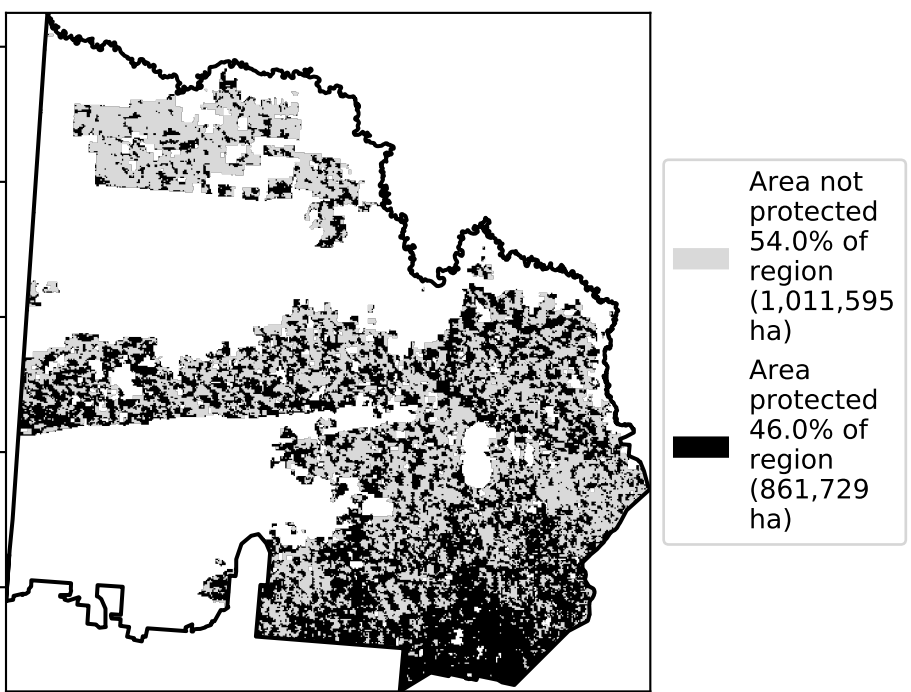 Area not
protected
54.0% of
region
(1,011,595
ha)
Area
protected
46.0% of
region
(861,729
ha)